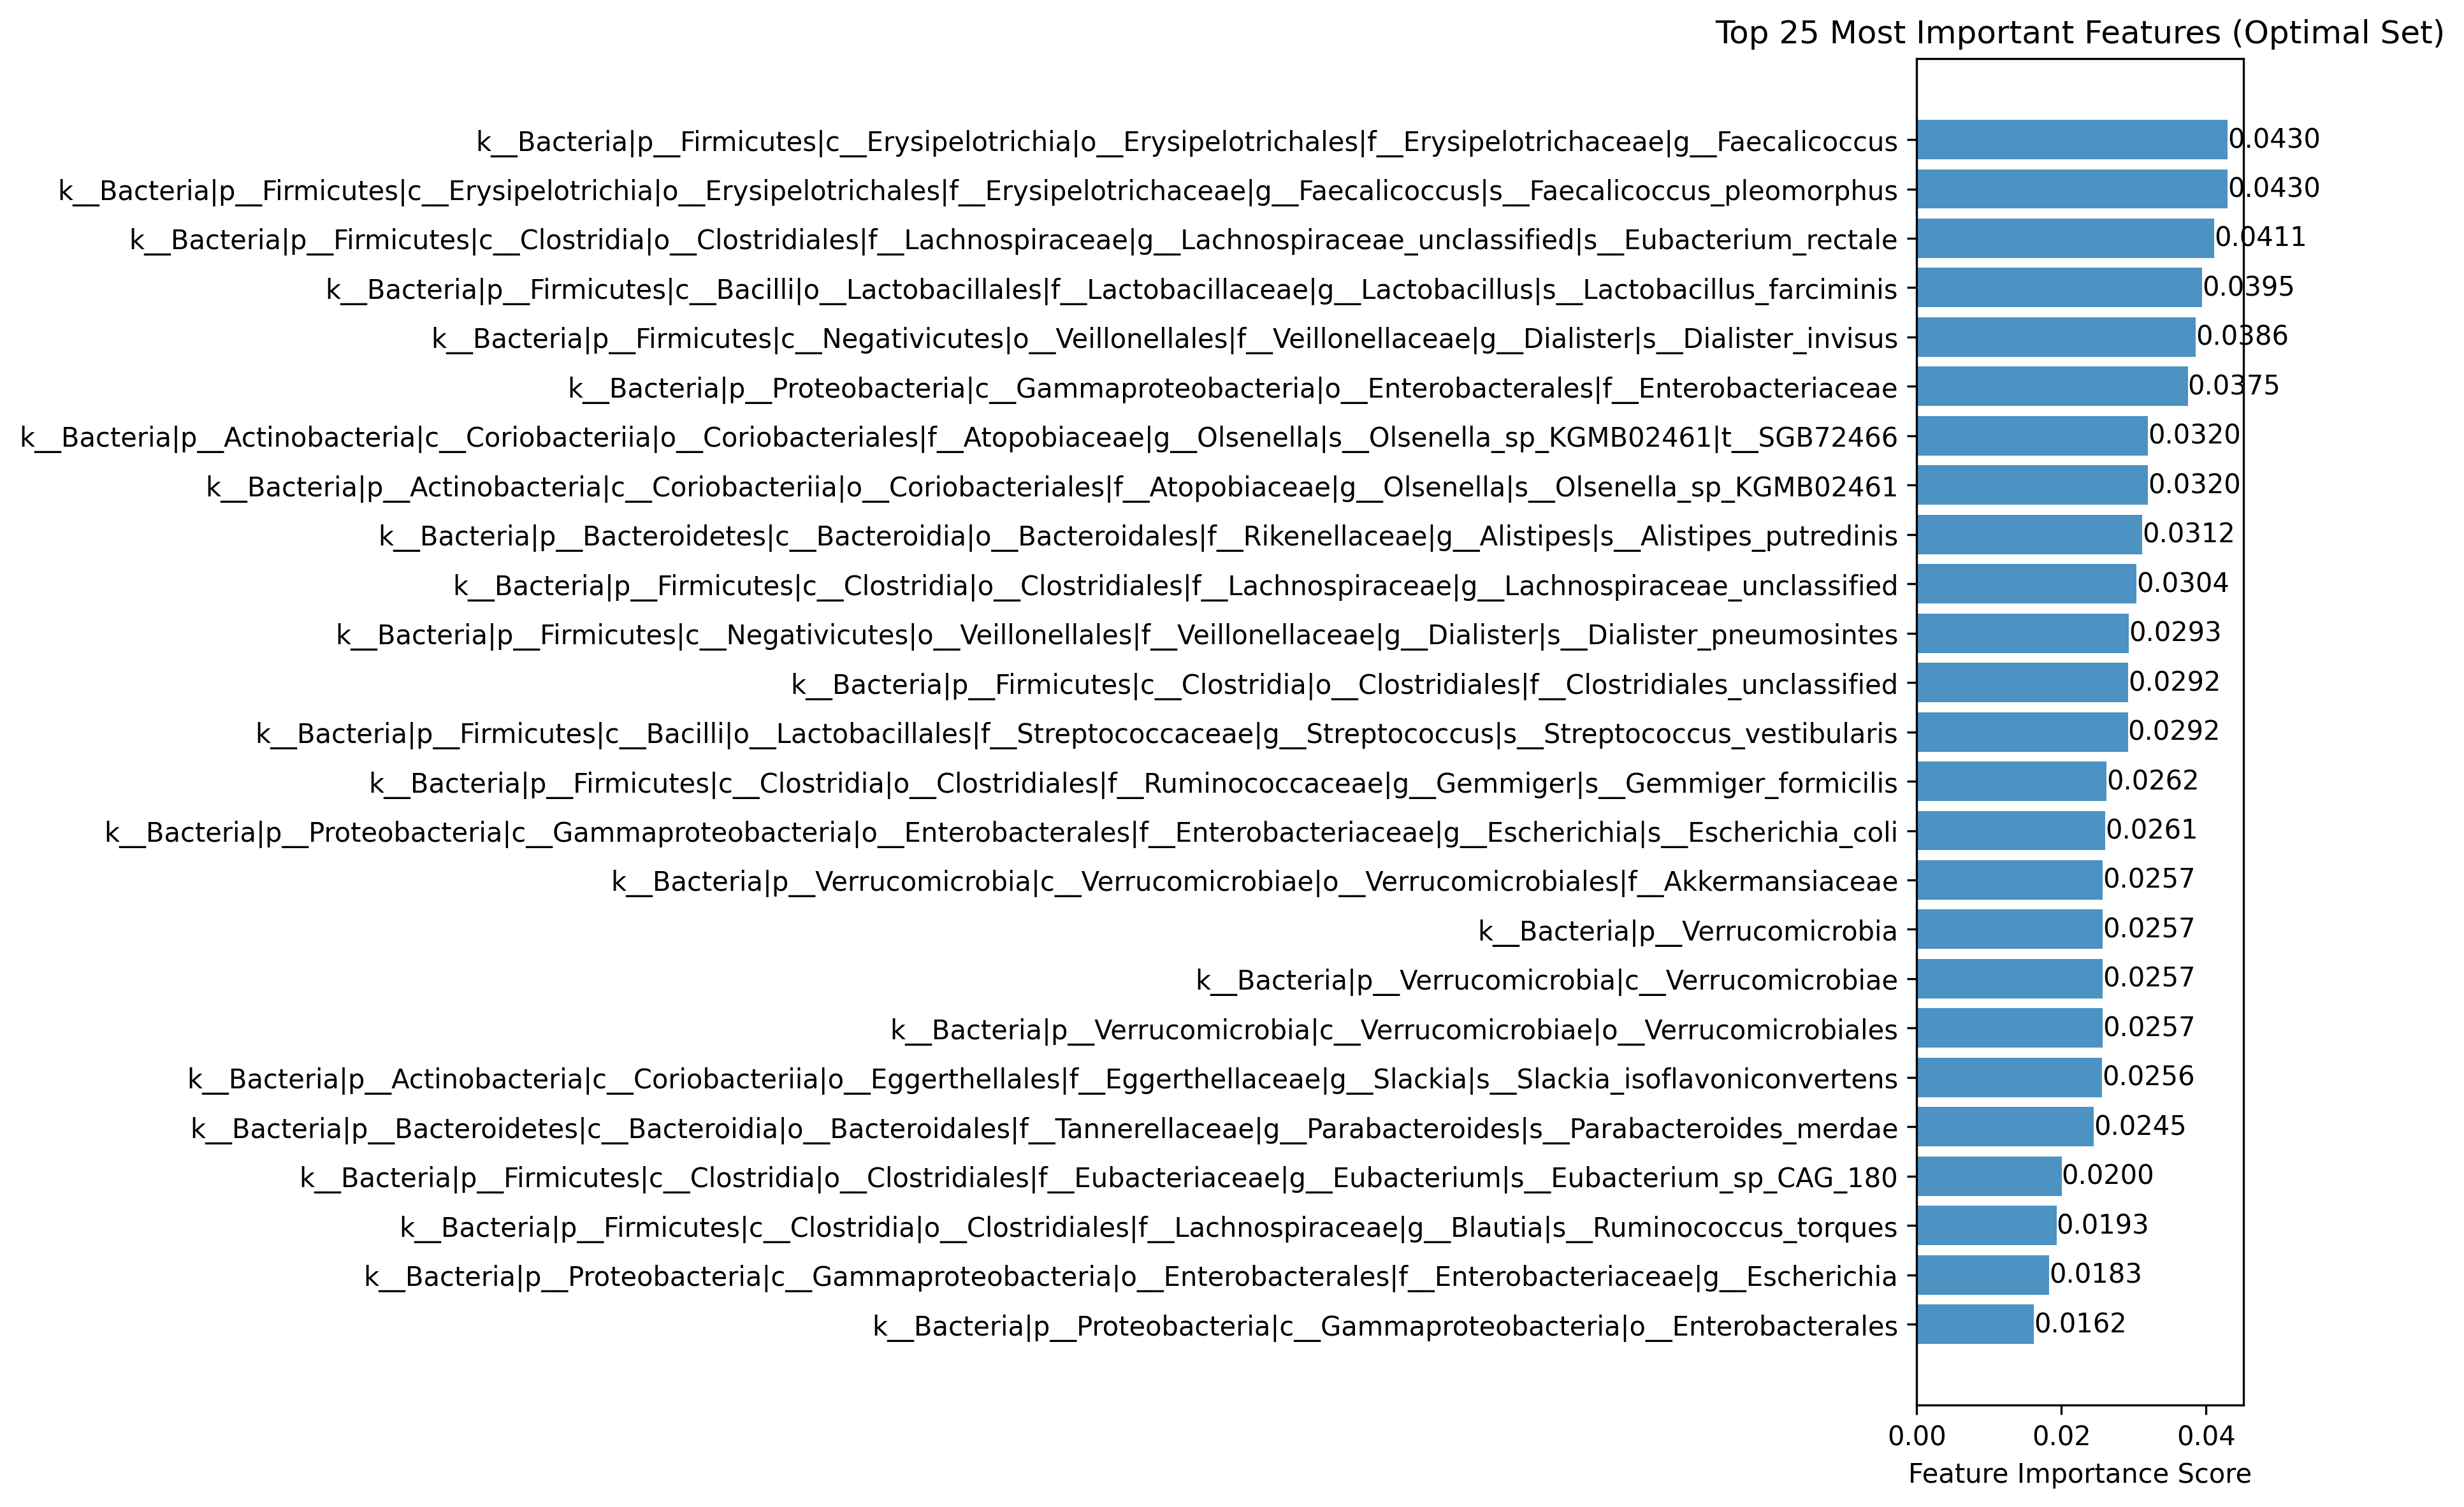 Top 25 Most Important Features (Optimal Set)
k__Bacteria|p__Firmicutes|c__Erysipelotrichia|o__Erysipelotrichales|f__Erysipelotrichaceae|g__Faecalicoccus 0.0430
k__Bacteria|p__Firmicutes|c__Erysipelotrichia|o__Erysipelotrichales|f__Erysipelotrichaceae|g__Faecalicoccus|s__Faecalicoccus_pleomorphus 0.0430
k__Bacteria|p__Firmicutes|c__Clostridia|o__Clostridiales|f__Lachnospiraceae|g__Lachnospiraceae_unclassified|s__Eubacterium_rectale 0.0411
k__Bacteria|p__Firmicutes|c__Bacilli|o__Lactobacillales|f__Lactobacillaceae|g__Lactobacillus|s__Lactobacillus_farciminis 0.0395
k__Bacteria|p__Firmicutes|c__Negativicutes|o__Veillonellales|f__Veillonellaceae|g__Dialister|s__Dialister_invisus 0.0386
k__Bacteria|p__Proteobacteria|c__Gammaproteobacteria|o__Enterobacterales|f__Enterobacteriaceae 0.0375
k__Bacteria|p__Actinobacteria|c__Coriobacteriia|o__Coriobacteriales|f__Atopobiaceae|g__Olsenella|s__Olsenella_sp_KGMB02461|t__SGB72466 0.0320
k__Bacteria|p__Actinobacteria|c__Coriobacteriia|o__Coriobacteriales|f__Atopobiaceae|g__Olsenella|s__Olsenella_sp_KGMB02461 0.0320
k__Bacteria|p__Bacteroidetes|c__Bacteroidia|o__Bacteroidales|f__Rikenellaceae|g__Alistipes|s__Alistipes_putredinis 0.0312
k__Bacteria|p__Firmicutes|c__Clostridia|o__Clostridiales|f__Lachnospiraceae|g__Lachnospiraceae_unclassified 0.0304
k__Bacteria|p__Firmicutes|c__Negativicutes|o__Veillonellales|f__Veillonellaceae|g__Dialister|s__Dialister_pneumosintes 0.0293
k__Bacteria|p__Firmicutes|c__Clostridia|o__Clostridiales|f__Clostridiales_unclassified 0.0292
k__Bacteria|p__Firmicutes|c__Bacilli|o__Lactobacillales|f__Streptococcaceae|g__Streptococcus|s__Streptococcus_vestibularis 0.0292
k__Bacteria|p__Firmicutes|c__Clostridia|o__Clostridiales|f__Ruminococcaceae|g__Gemmiger|s__Gemmiger_formicilis 0.0262
k__Bacteria|p__Proteobacteria|c__Gammaproteobacteria|o__Enterobacterales|f__Enterobacteriaceae|g__Escherichia|s__Escherichia_coli 0.0261
k__Bacteria|p__Verrucomicrobia|c__Verrucomicrobiae|o__Verrucomicrobiales|f__Akkermansiaceae 0.0257
k__Bacteria|p__Verrucomicrobia 0.0257
k__Bacteria|p__Verrucomicrobia|c__Verrucomicrobiae 0.0257
k__Bacteria|p__Verrucomicrobia|c__Verrucomicrobiae|o__Verrucomicrobiales 0.0257
k__Bacteria|p__Actinobacteria|c__Coriobacteriia|o__Eggerthellales|f__Eggerthellaceae|g__Slackia|s__Slackia_isoflavoniconvertens 0.0256
k__Bacteria|p__Bacteroidetes|c__Bacteroidia|o__Bacteroidales|f__Tannerellaceae|g__Parabacteroides|s__Parabacteroides_merdae 0.0245
k__Bacteria|p__Firmicutes|c__Clostridia|o__Clostridiales|f__Eubacteriaceae|g__Eubacterium|s__Eubacterium_sp_CAG_180 0.0200
k__Bacteria|p__Firmicutes|c__Clostridia|o__Clostridiales|f__Lachnospiraceae|g__Blautia|s__Ruminococcus_torques 0.0193
k__Bacteria|p__Proteobacteria|c__Gammaproteobacteria|o__Enterobacterales|f__Enterobacteriaceae|g__Escherichia 0.0183
k__Bacteria|p__Proteobacteria|c__Gammaproteobacteria|o__Enterobacterales 0.0162
0.00 0.02 0.04
Feature Importance Score